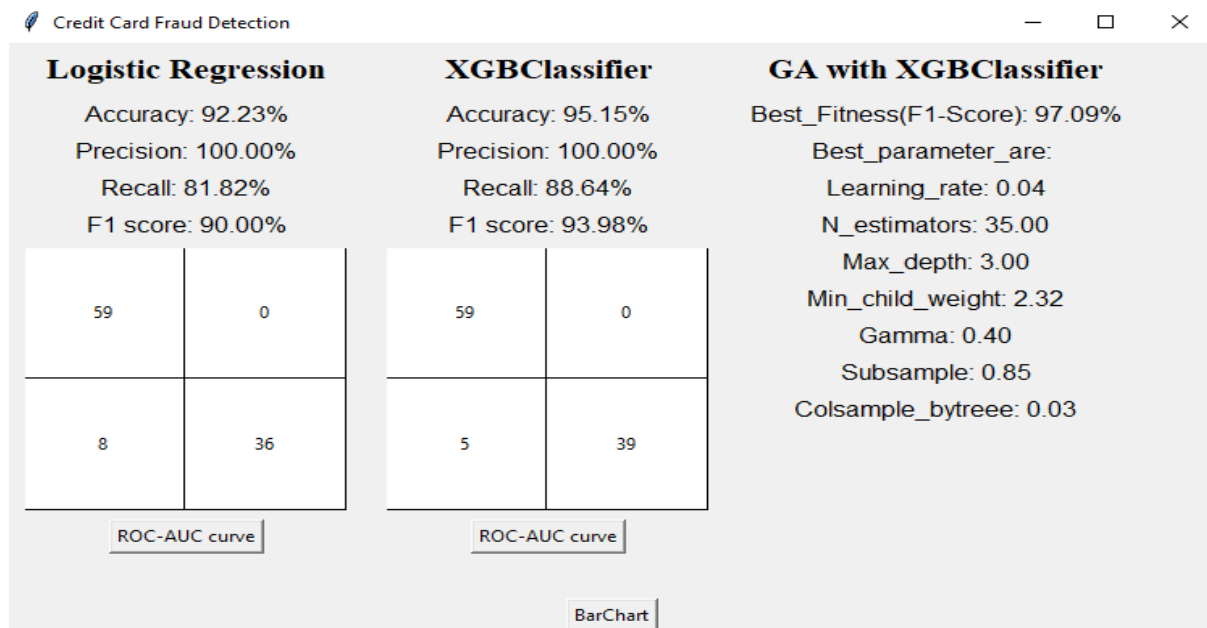 Credit Card Fraud Detection
Logistic Regression
Accuracy: 92.23%
Precision: 100.00%
Recall: 81.82%
F1 score: 90.00%
59 0
8 36
ROC-AUC curve
XGBClassifier
Accuracy: 95.15%
Precision: 100.00%
Recall: 88.64%
F1 score: 93.98%
59 0
5 39
ROC-AUC curve
GA with XGBClassifier
Best_Fitness(F1-Score): 97.09%
Best_parameter_are:
Learning_rate: 0.04
N_estimators: 35.00
Max_depth: 3.00
Min_child_weight: 2.32
Gamma: 0.40
Subsample: 0.85
Colsample_bytreee: 0.03
BarChart